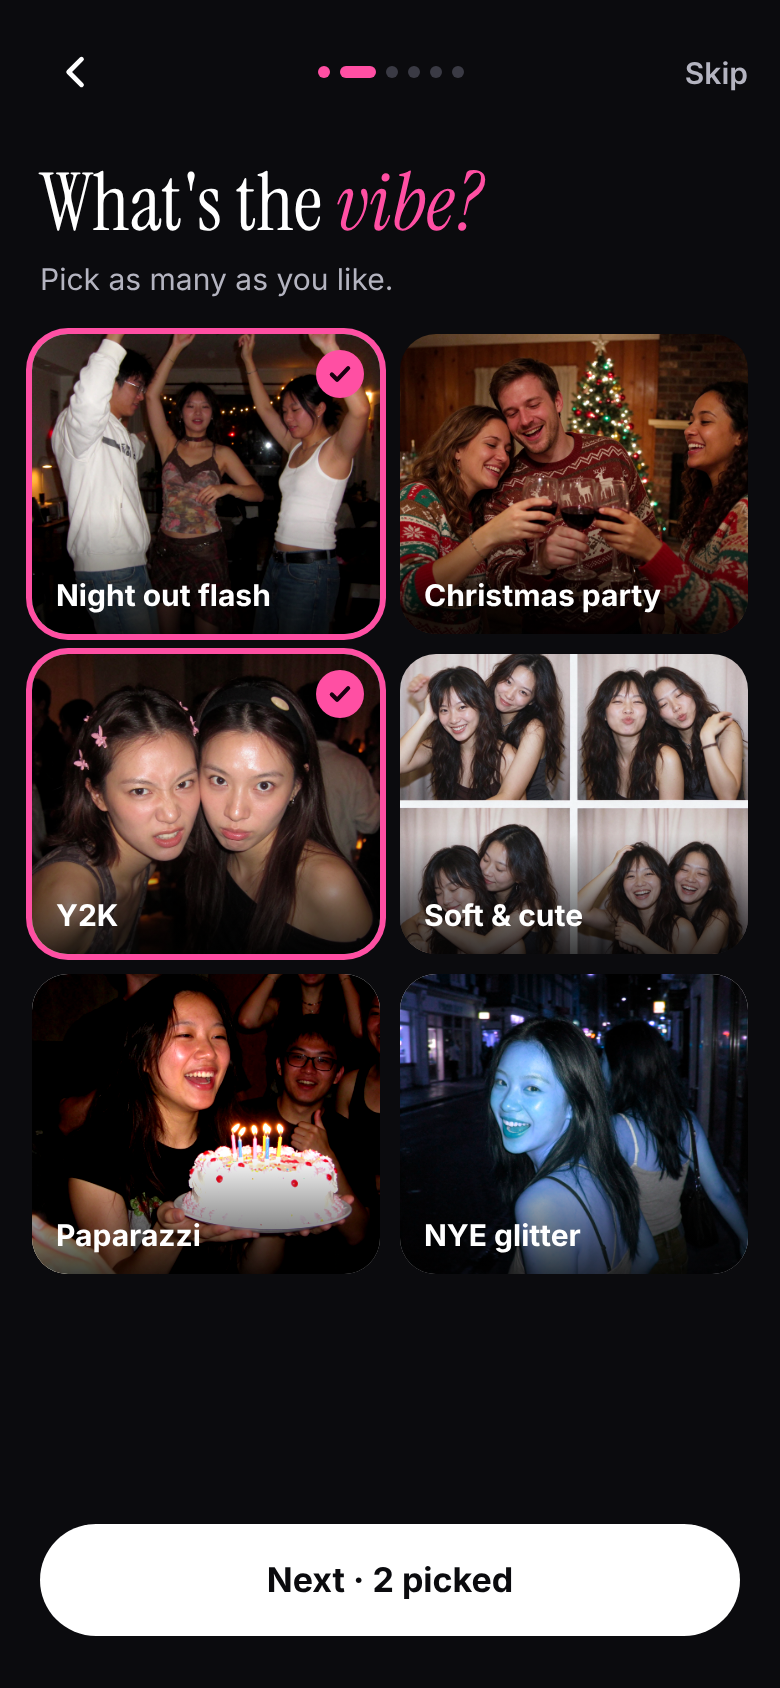 Skip
What's the vibe?
Pick as many as you like.
Night out flash
Christmas party
Y2K
Soft & cute
Paparazzi
NYE glitter
Next · 2 picked